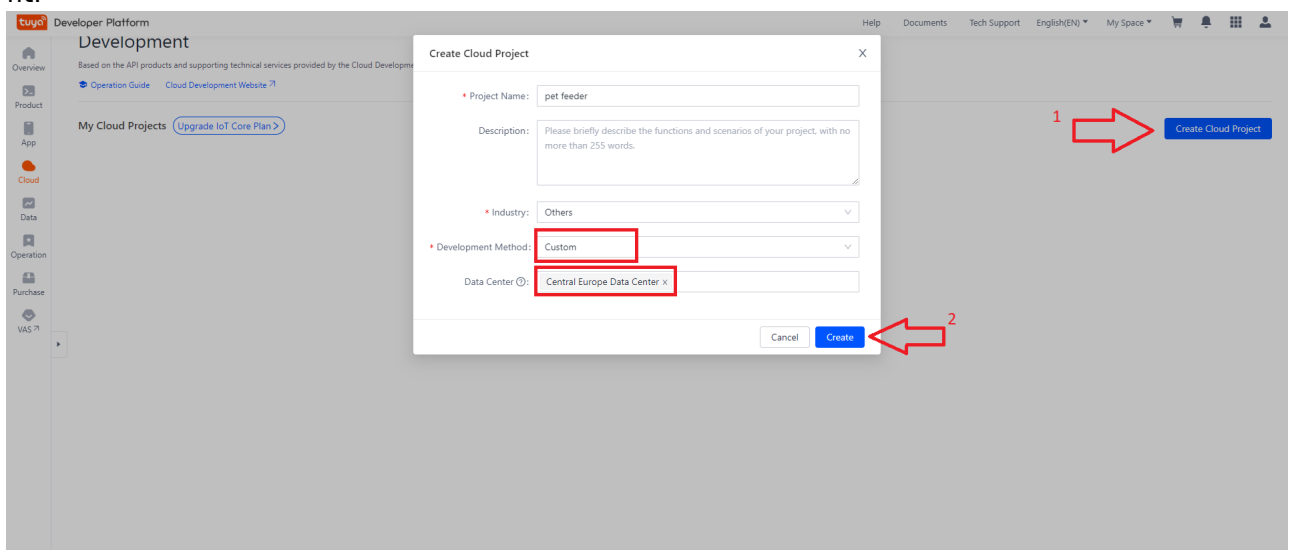 tuya Developer Platform
Help Documents Tech Support English(EN) My Space
Overview
Product
App
Cloud
Data
Operation
Purchase
VAS
Development
Based on the API products and supporting technical services provided by the Cloud Developme
Operation Guide Cloud Development Website
My Cloud Projects Upgrade IoT Core Plan >
1
Create Cloud Project
Create Cloud Project X
* Project Name: pet feeder
Description: Please briefly describe the functions and scenarios of your project, with no
more than 255 words.
* Industry: Others
* Development Method: Custom
Data Center ?: Central Europe Data Center ×
Cancel Create
2